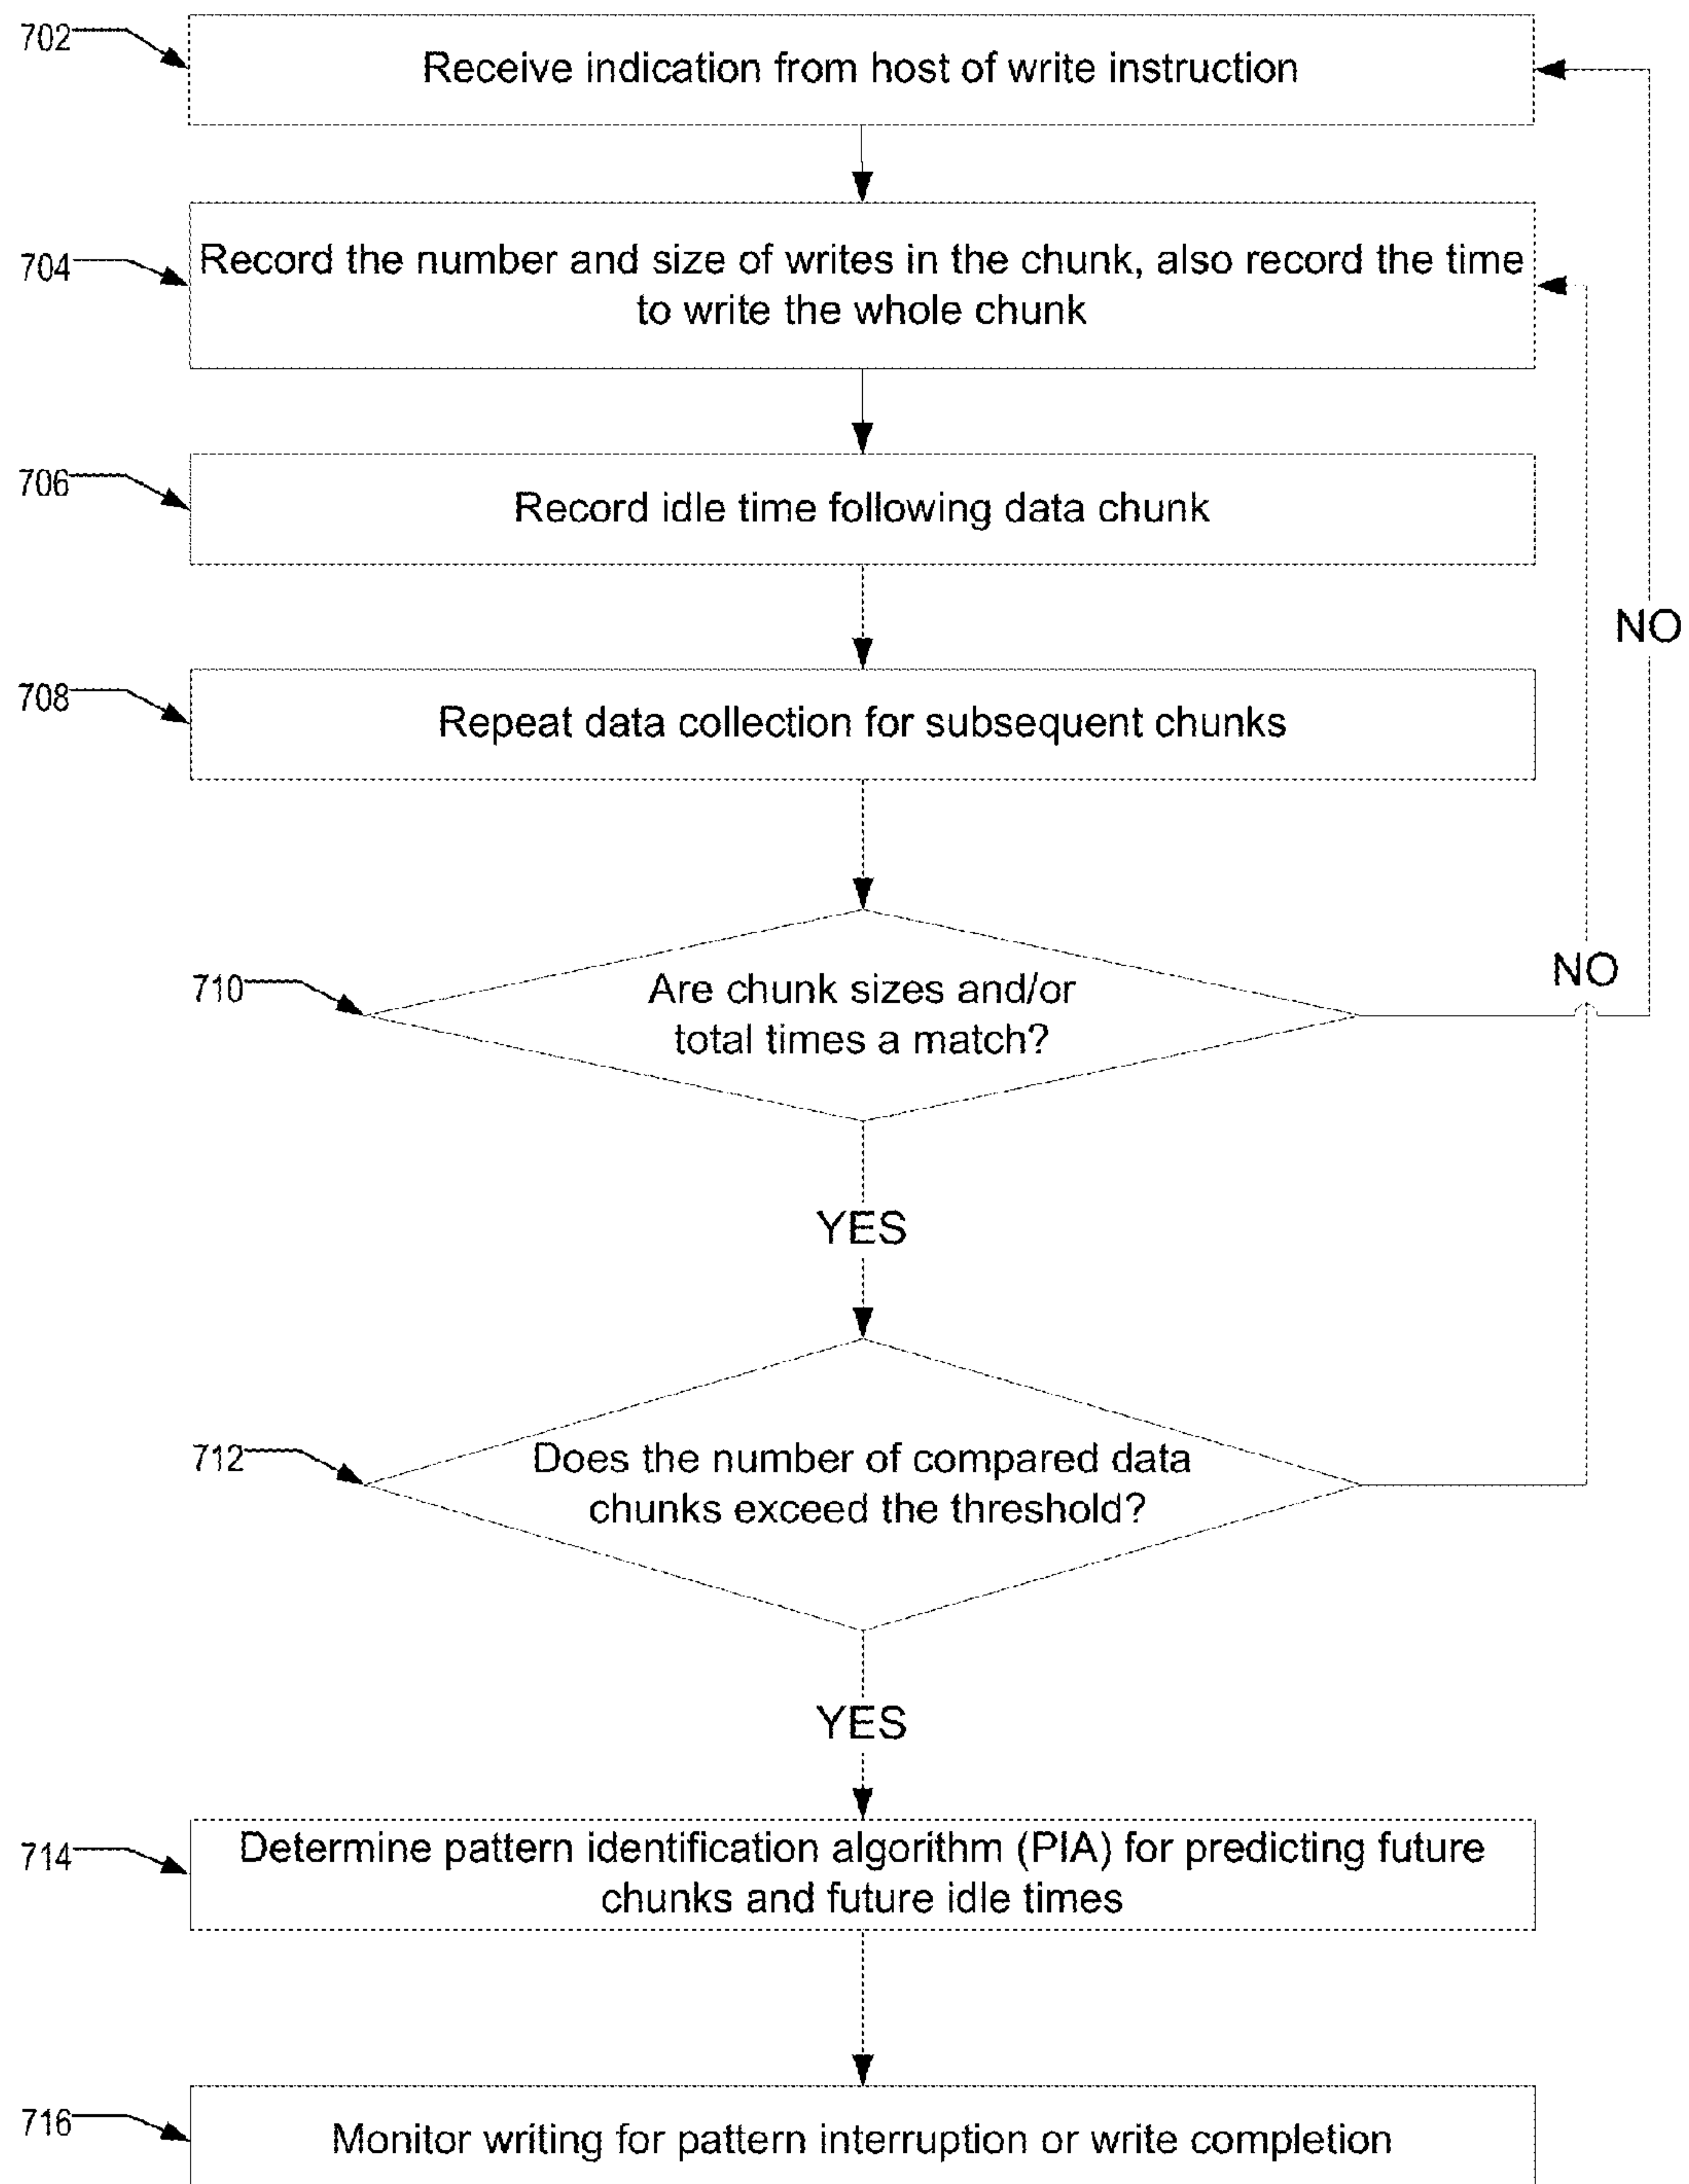 702
Receive indication from host of write instruction
704
Record the number and size of writes in the chunk, also record the time
to write the whole chunk
706
Record idle time following data chunk
NO
708
Repeat data collection for subsequent chunks
NO
710
Are chunk sizes and/or
total times a match?
YES
712
Does the number of compared data
chunks exceed the threshold?
YES
714
Determine pattern identification algorithm (PIA) for predicting future
chunks and future idle times
716
Monitor writing for pattern interruption or write completion